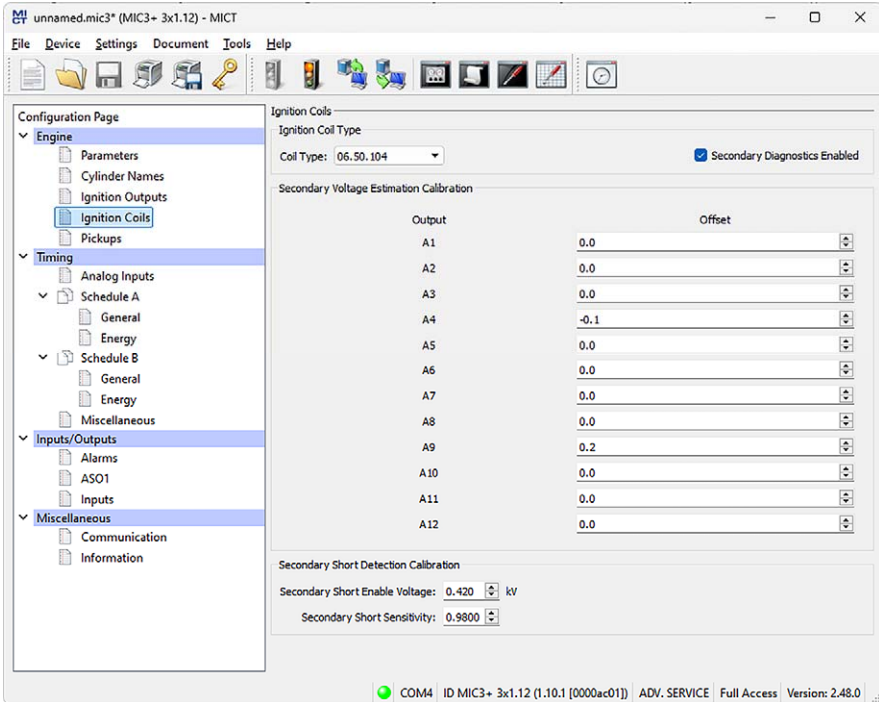 unnamed.mic3* (MIC3+ 3x1.12) - MICT
File Device Settings Document Tools Help
Configuration Page
Engine
Parameters
Cylinder Names
Ignition Outputs
Ignition Coils
Pickups
Timing
Analog Inputs
Schedule A
General
Energy
Schedule B
General
Energy
Miscellaneous
Inputs/Outputs
Alarms
ASO1
Inputs
Miscellaneous
Communication
Information
Ignition Coils
Ignition Coil Type
Coil Type: 06.50.104 Secondary Diagnostics Enabled
Secondary Voltage Estimation Calibration
Output Offset
A1 0.0
A2 0.0
A3 0.0
A4 -0.1
A5 0.0
A6 0.0
A7 0.0
A8 0.0
A9 0.2
A10 0.0
A11 0.0
A12 0.0
Secondary Short Detection Calibration
Secondary Short Enable Voltage: 0.420 kV
Secondary Short Sensitivity: 0.9800
COM4 ID MIC3+ 3x1.12 (1.10.1 [0000ac01]) ADV. SERVICE Full Access Version: 2.48.0